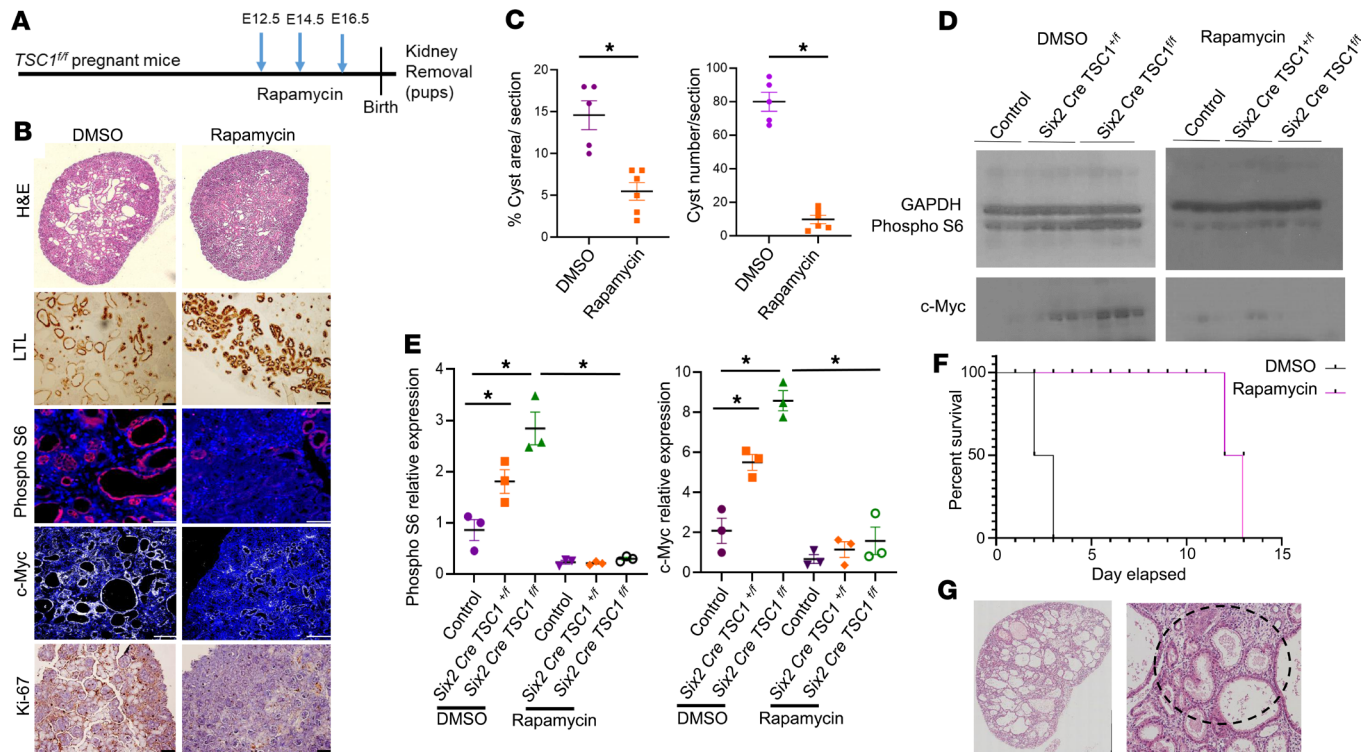 A
E12.5 E14.5 E16.5
TSC1f/f pregnant mice
Rapamycin
Birth
Kidney
Removal
(pups)
B
DMSO Rapamycin
H&E
LTL
Phospho S6
c-Myc
Ki-67
C
*
% Cyst area/ section
20
15
10
5
0
DMSO
Rapamycin
*
Cyst number/section
100
80
60
40
20
0
DMSO
Rapamycin
D
DMSO
Rapamycin
Control
Six2 Cre TSC1+/f
Six2 Cre TSC1f/f
Control
Six2 Cre TSC1+/f
Six2 Cre TSC1f/f
GAPDH
Phospho S6
c-Myc
E
Phospho S6 relative expression
4
3
2
1
0
*
*
*
Control
Six2 Cre TSC1 +/f
Six2 Cre TSC1 f/f
Control
Six2 Cre TSC1 +/f
Six2 Cre TSC1 f/f
DMSO
Rapamycin
c-Myc relative expression
10
8
6
4
2
0
*
*
*
Control
Six2 Cre TSC1 +/f
Six2 Cre TSC1 f/f
Control
Six2 Cre TSC1 +/f
Six2 Cre TSC1 f/f
DMSO
Rapamycin
F
DMSO
Rapamycin
Percent survival
100
50
0
0 5 10 15
Day elapsed
G